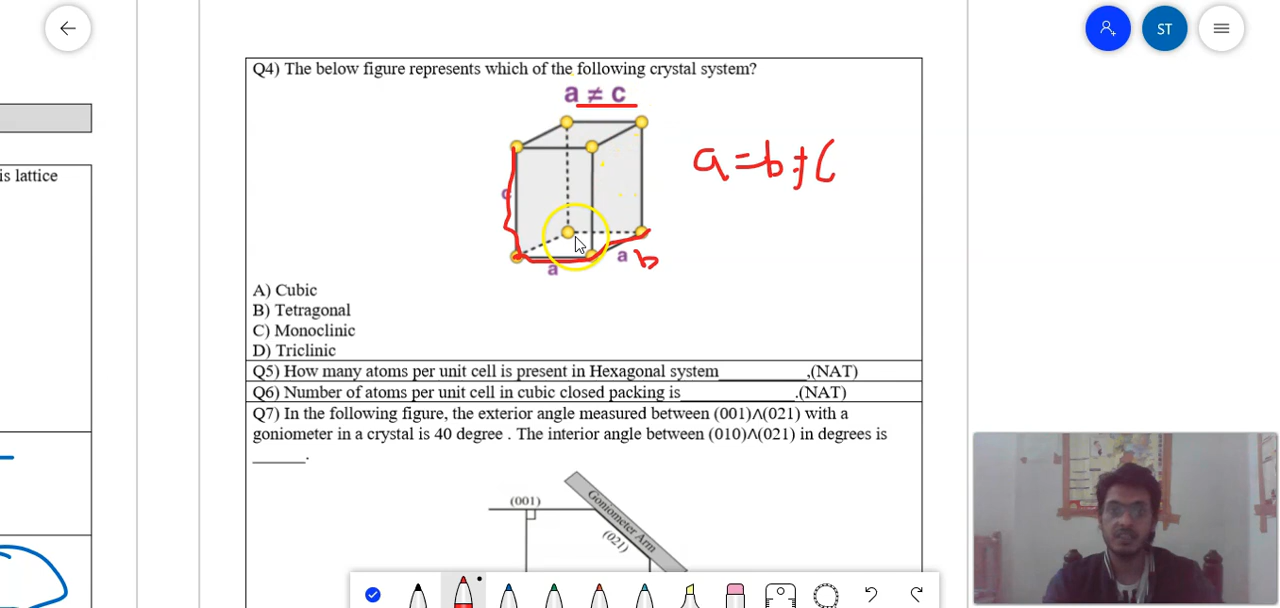 ST
Q4) The below figure represents which of the following crystal system?
a ≠ c
a = b ≠ c
is lattice
c
a
a b
A) Cubic
B) Tetragonal
C) Monoclinic
D) Triclinic
Q5) How many atoms per unit cell is present in Hexagonal system__________,(NAT)
Q6) Number of atoms per unit cell in cubic closed packing is_____________.(NAT)
Q7) In the following figure, the exterior angle measured between (001)∧(021) with a
goniometer in a crystal is 40 degree . The interior angle between (010)∧(021) in degrees is
______.
(001)
Goniometer Arm
(021)